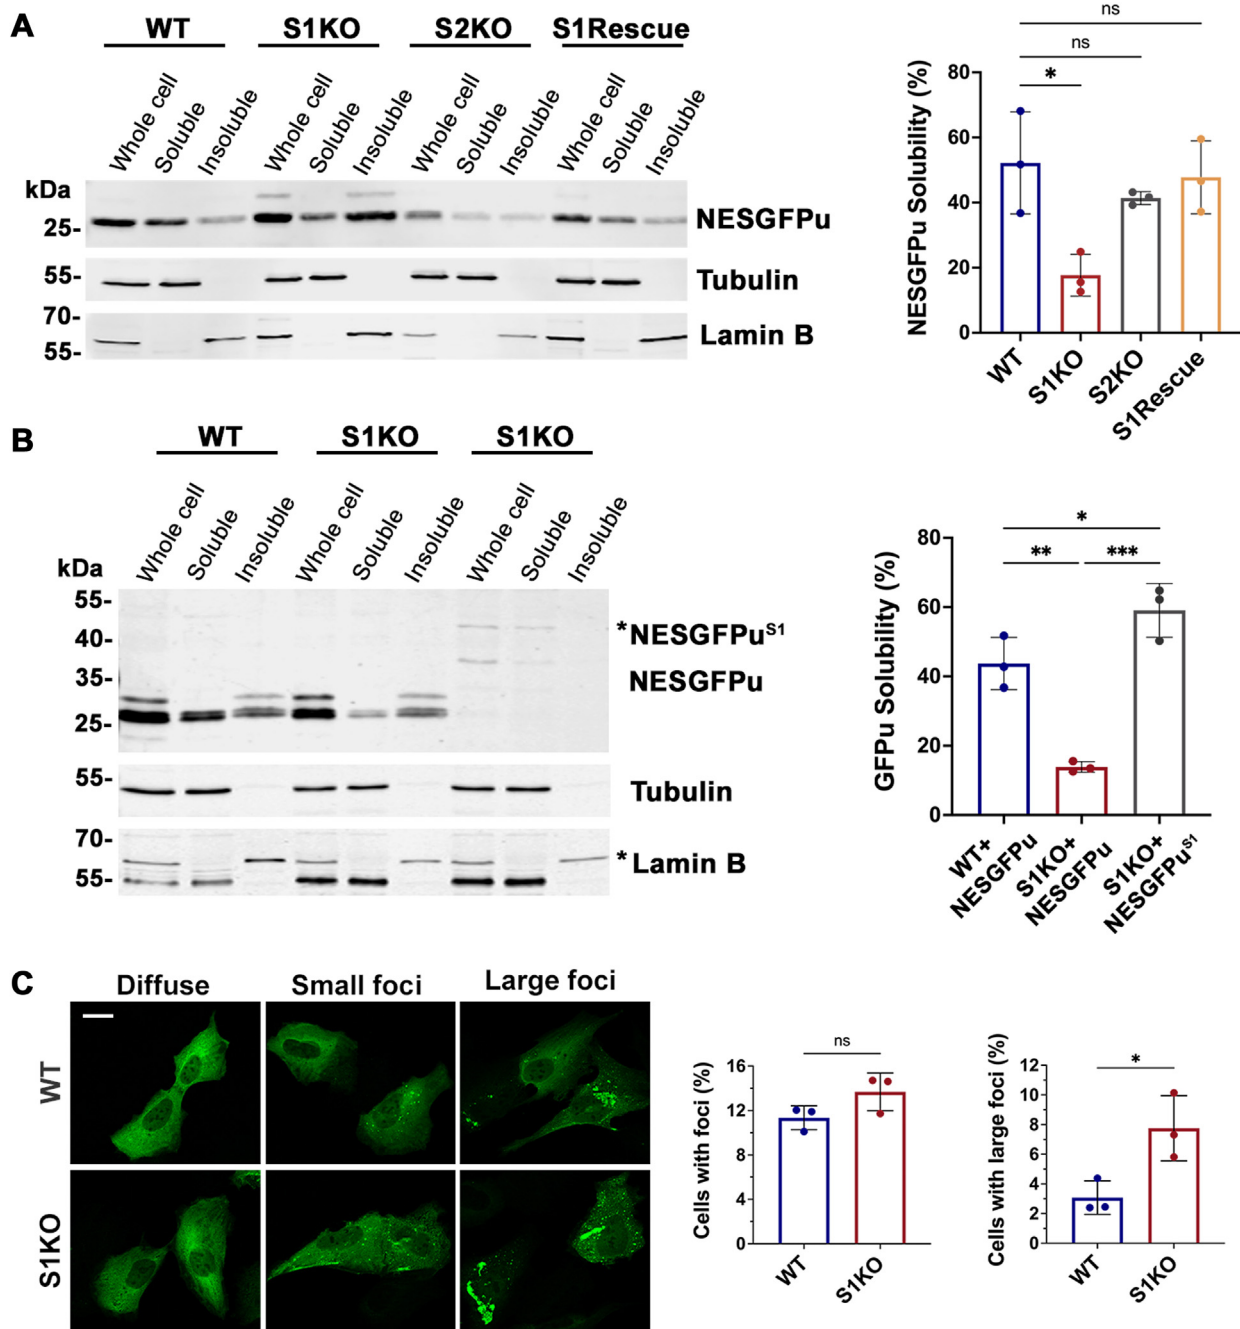 A
WT S1KO S2KO S1Rescue
Whole cell Soluble Insoluble Whole cell Soluble Insoluble Whole cell Soluble Insoluble Whole cell Soluble Insoluble
kDa
25-
NESGFPu
55-
Tubulin
70-
55-
Lamin B
ns
ns
*
NESGFPu Solubility (%)
80
60
40
20
0
WT S1KO S2KO S1Rescue
B
WT S1KO S1KO
Whole cell Soluble Insoluble Whole cell Soluble Insoluble Whole cell Soluble Insoluble
kDa
55-
40-
35-
25-
*NESGFPuS1
NESGFPu
55-
Tubulin
70-
55-
*Lamin B
*
** ***
GFPu Solubility (%)
80
60
40
20
0
WT+
NESGFPu
S1KO+
NESGFPu
S1KO+
NESGFPuS1
C
Diffuse Small foci Large foci
WT
S1KO
ns
Cells with foci (%)
16
12
8
4
0
WT S1KO
*
Cells with large foci (%)
12
10
8
6
4
2
0
WT S1KO